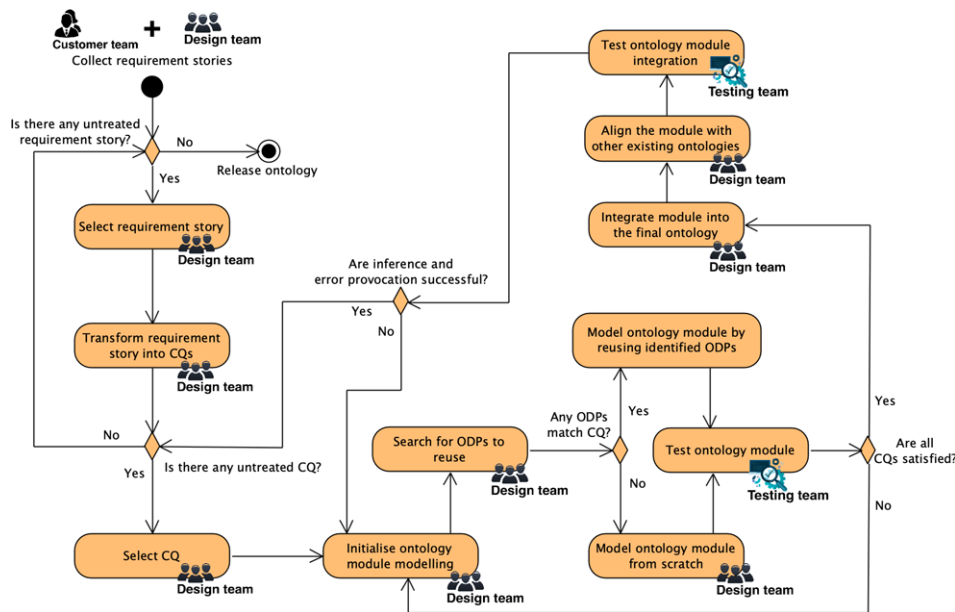 Customer team
+
Design team
Collect requirement stories
Is there any untreated
requirement story?
No
Release ontology
Yes
Select requirement story
Design team
Transform requirement
story into CQs
Design team
No
Is there any untreated CQ?
Yes
Select CQ
Design team
Initialise ontology
module modelling
Design team
Search for ODPs to
reuse
Design team
Any ODPs
match CQ?
Yes
No
Model ontology module by
reusing identified ODPs
Model ontology module
from scratch
Design team
Test ontology module
Testing team
Are all
CQs satisfied?
Yes
No
Integrate module into
the final ontology
Design team
Align the module with
other existing ontologies
Design team
Test ontology module
integration
Testing team
Are inference and
error provocation successful?
Yes
No